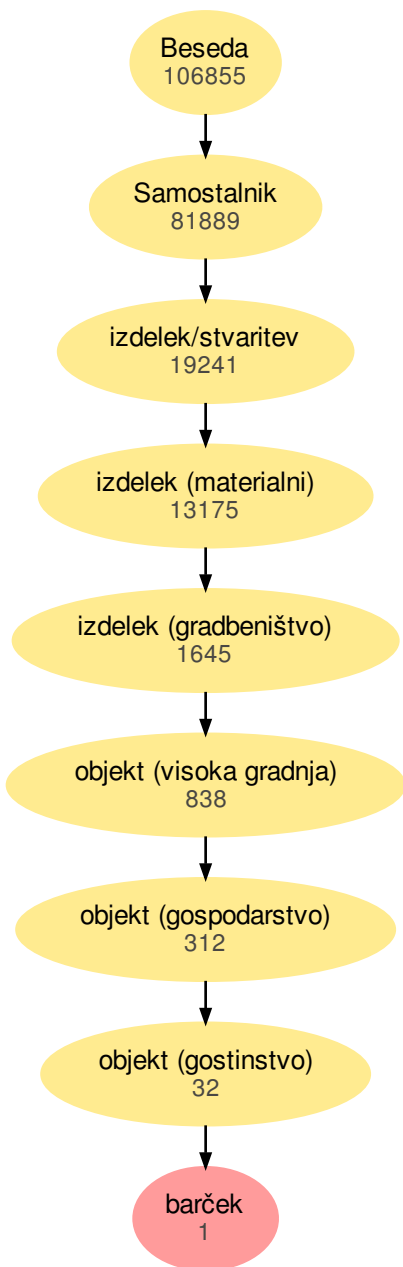 Beseda
106855
Samostalnik
81889
izdelek/stvaritev
19241
izdelek (materialni)
13175
izdelek (gradbeništvo)
1645
objekt (visoka gradnja)
838
objekt (gospodarstvo)
312
objekt (gostinstvo)
32
barček
1